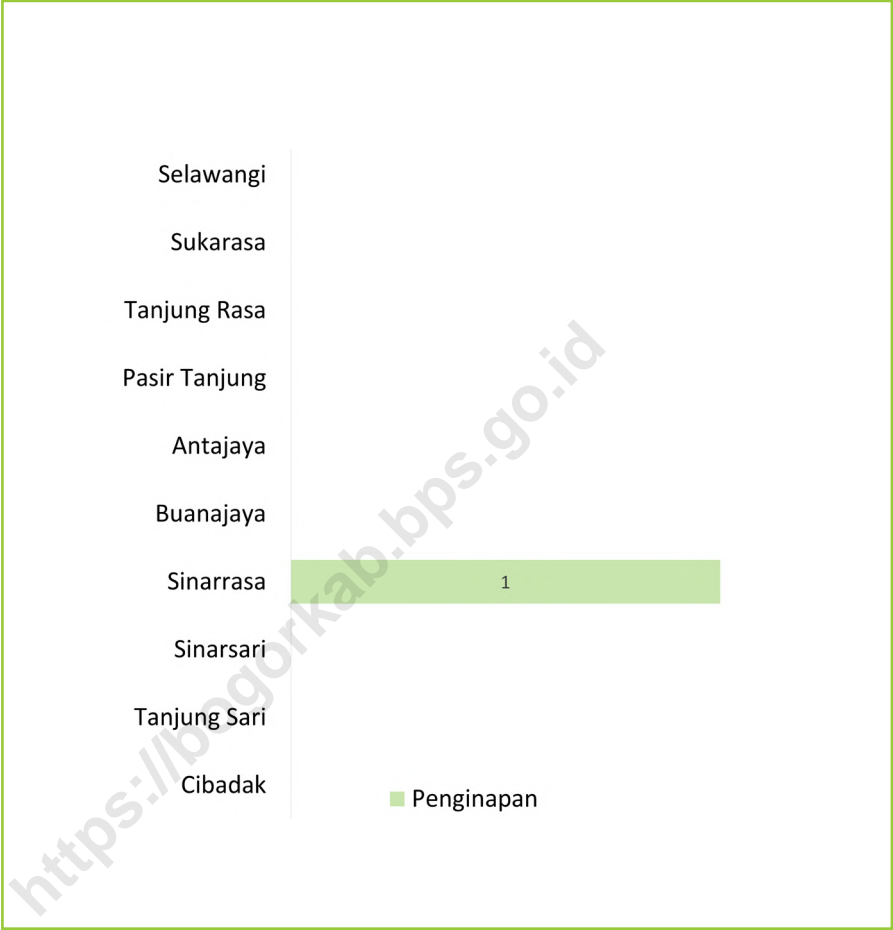 Selawangi
Sukarasa
Tanjung Rasa
Pasir Tanjung
Antajaya
Buanajaya
Sinarrasa
1
Sinarsari
Tanjung Sari
Cibadak
Penginapan
https://bogorkab.bps.go.id